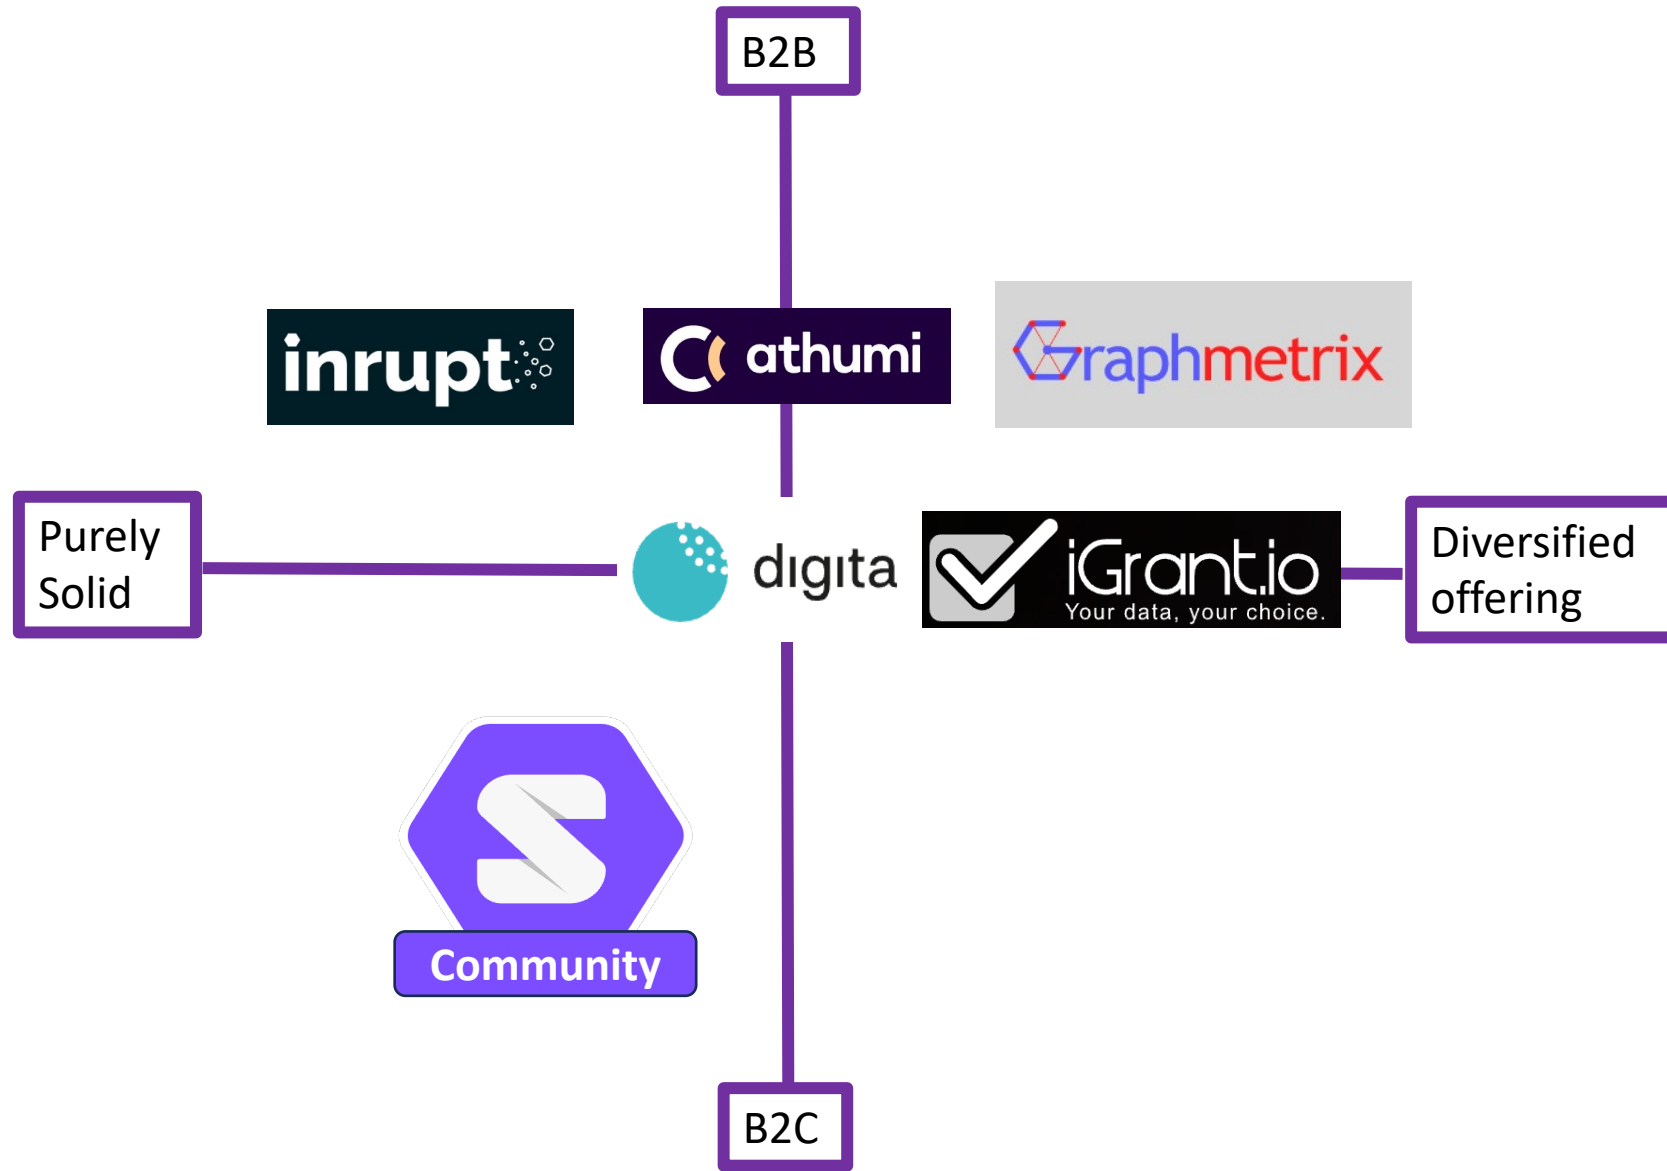 B2B
inrupt
athumi
Graphmetrix
Purely
Solid
digita
iGrant.io
Your data, your choice.
Diversified
offering
S
Community
B2C